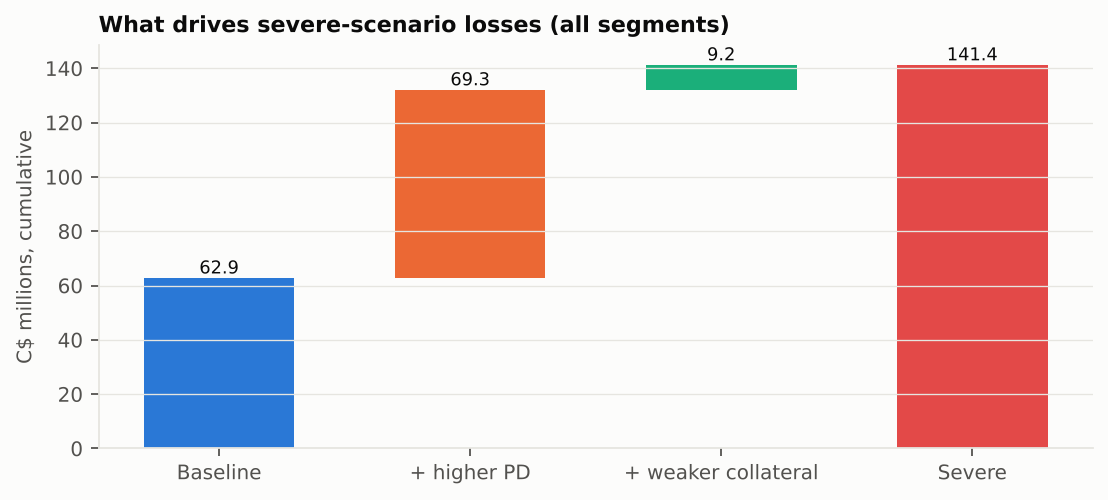 What drives severe-scenario losses (all segments)
C$ millions, cumulative
140
120
100
80
60
40
20
0
62.9
69.3
9.2
141.4
Baseline
+ higher PD
+ weaker collateral
Severe